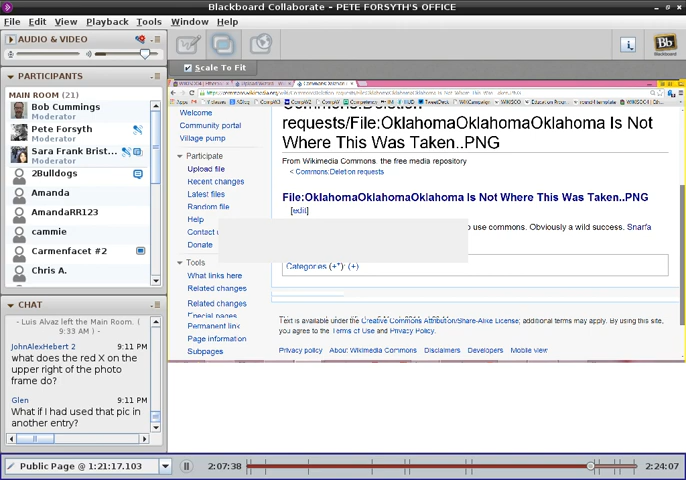 Blackboard Collaborate – PETE FORSYTH'S OFFICE
File Edit View Playback Tools Window Help
AUDIO & VIDEO
Scale To Fit
PARTICIPANTS
MAIN ROOM (21)
Bob Cummings
Moderator
Pete Forsyth
Moderator
Sara Frank Brist...
Moderator
2Bulldogs
Amanda
AmandaRR123
cammie
Carmenfacet #2
Chris A.
CHAT
- Luis Alvaz left the Main Room. (
9:33 AM ) -
JohnAlexHebert 2 9:11 PM
what does the red X on the
upper right of the photo
frame do?
Glen 9:11 PM
What if I had used that pic in
another entry?
Welcome
Community portal
Village pump
Participate
Upload file
Recent changes
Latest files
Random file
Help
Contact
Donate
Tools
What links here
Related changes
Related changes
Special pages
Permanent link
Page information
Subpages
requests/File:OklahomaOklahomaOklahoma Is Not
Where This Was Taken..PNG
From Wikimedia Commons, the free media repository
< Commons:Deletion requests
File:OklahomaOklahomaOklahoma Is Not Where This Was Taken..PNG
[edit]
to use commons. Obviously a wild success. Snarfa
Categories (+): (+)
Text is available under the Creative Commons Attribution/Share-Alike License; additional terms may apply. By using this site,
you agree to the Terms of Use and Privacy Policy.
Privacy policy About Wikimedia Commons Disclaimers Developers Mobile view
Public Page @ 1:21:17.103
2:07:38
2:24:07